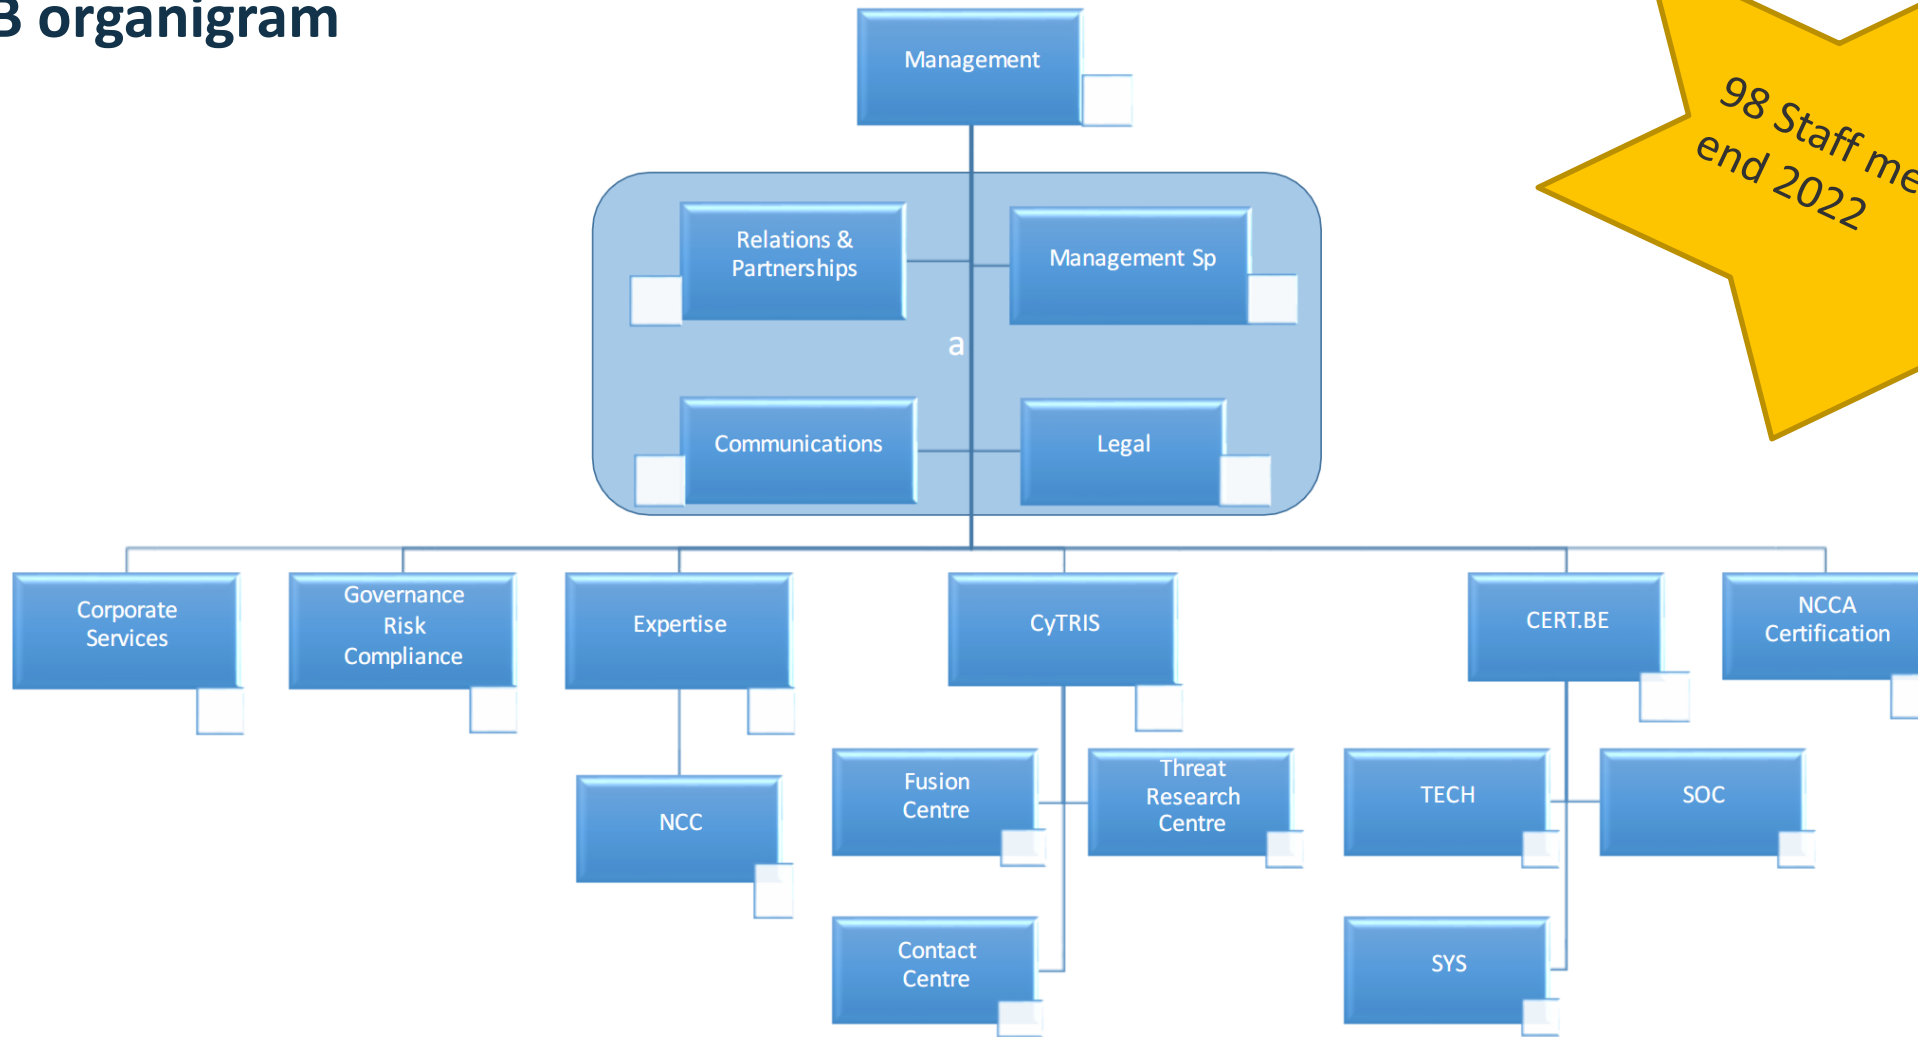 B organigram
Management
98 Staff me
end 2022
Relations &
Partnerships
Management Sp
a
Communications
Legal
Corporate
Services
Governance
Risk
Compliance
Expertise
CyTRIS
CERT.BE
NCCA
Certification
NCC
Fusion
Centre
Threat
Research
Centre
TECH
SOC
Contact
Centre
SYS